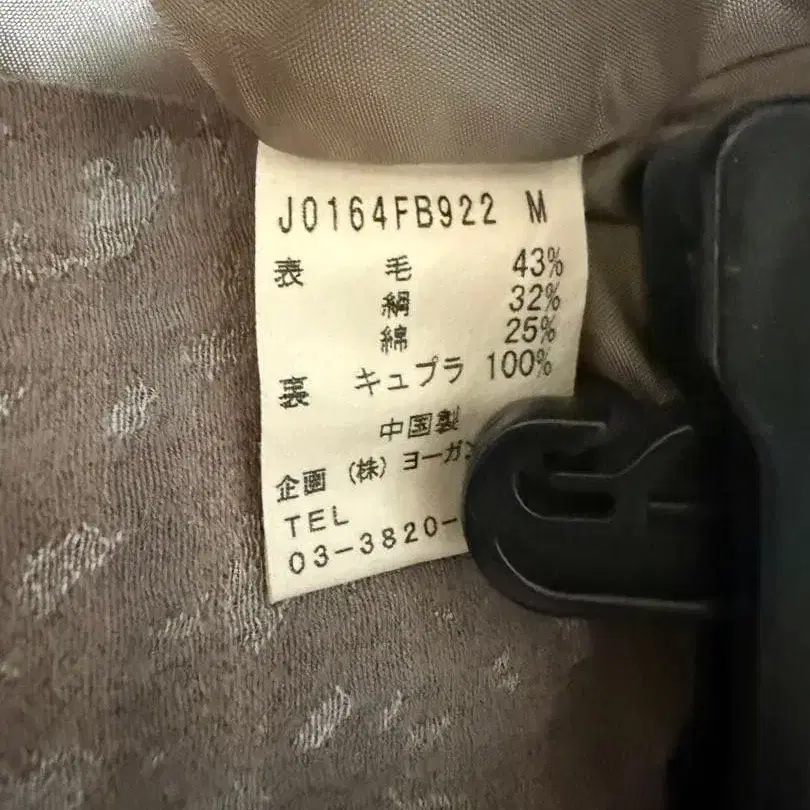 J0164FB922 M
表 毛 43%
絹 32%
綿 25%
裏 キュプラ 100%
中国製
企画 (株) ヨーガン
TEL
03-3820-